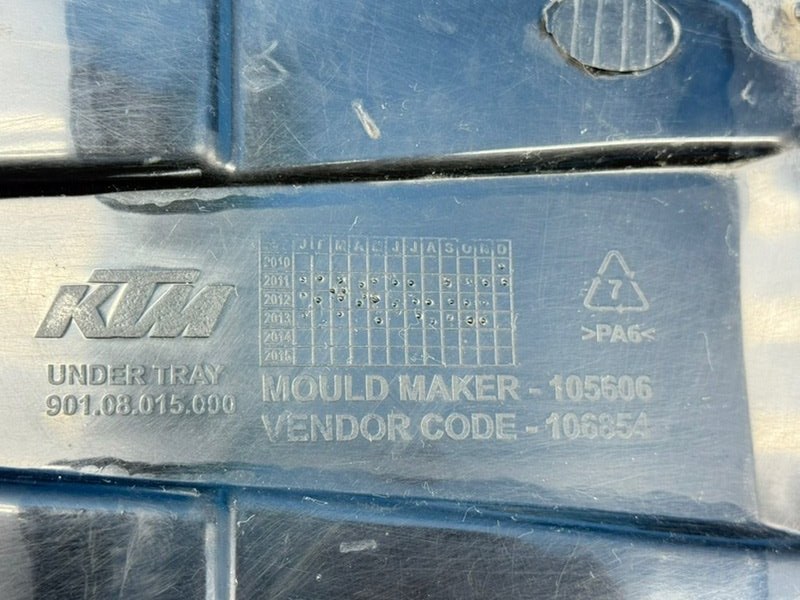 KTM
UNDER TRAY
901.08.015.000
J F M A M J J A S O N D
2010
2011
2012
2013
2014
2015
MOULD MAKER - 105606
VENDOR CODE - 106854
7
>PA6<